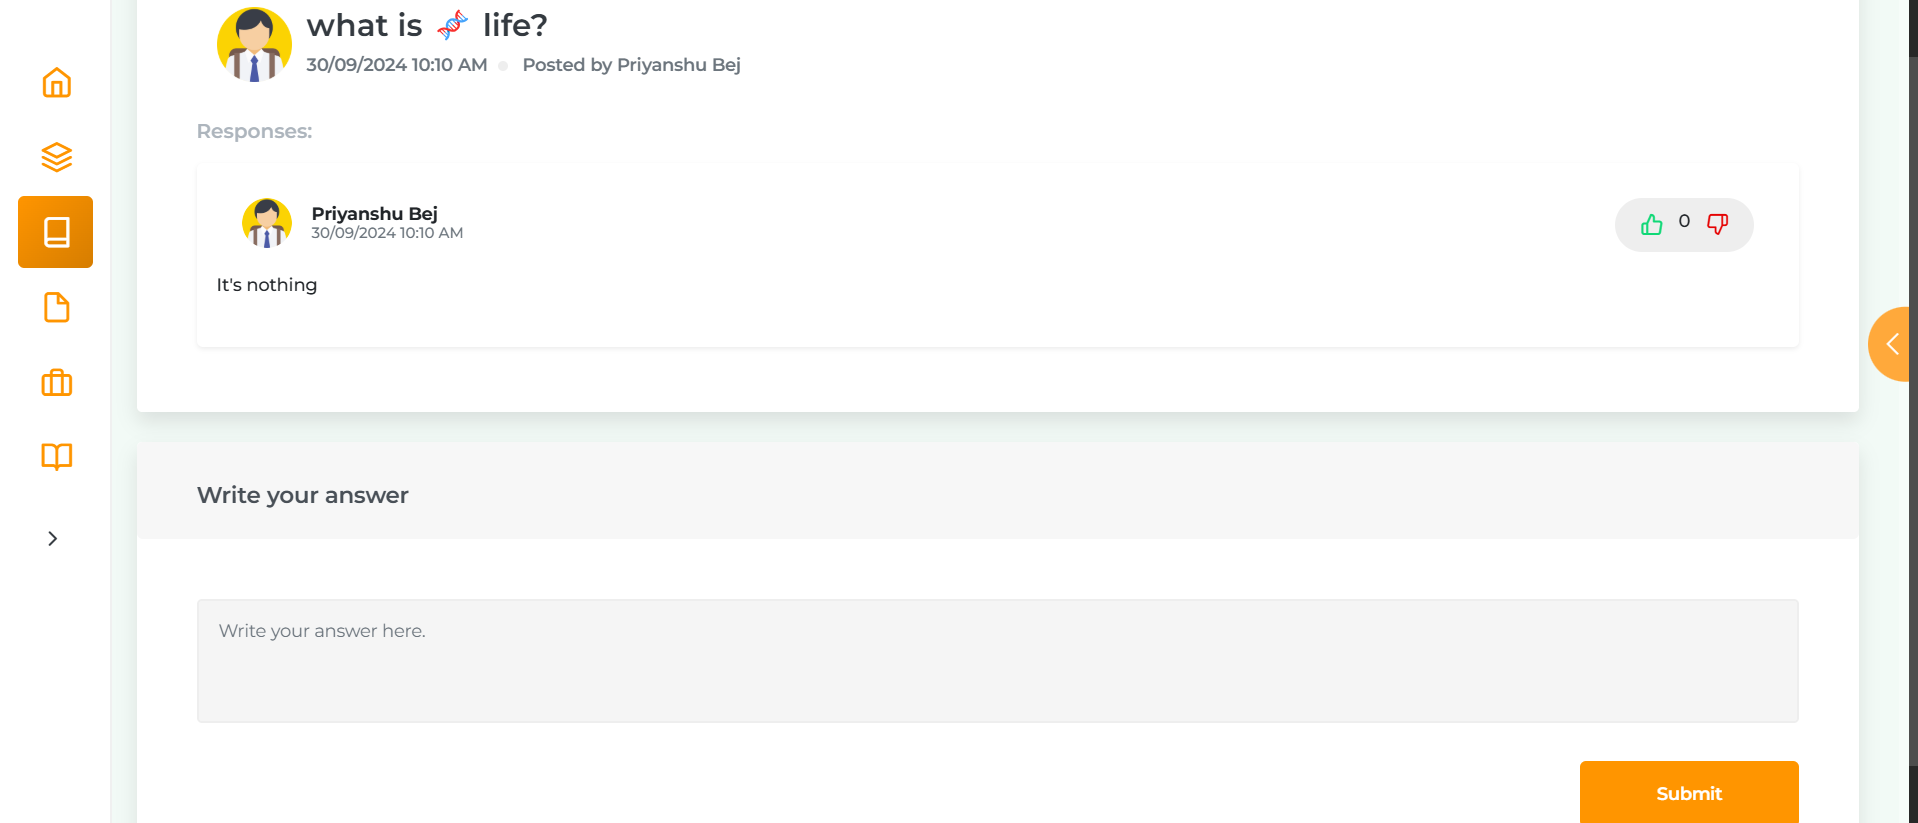 what is 🧬 life?
30/09/2024 10:10 AM Posted by Priyanshu Bej
Responses:
Priyanshu Bej
30/09/2024 10:10 AM
0
It's nothing
Write your answer
Write your answer here.
Submit